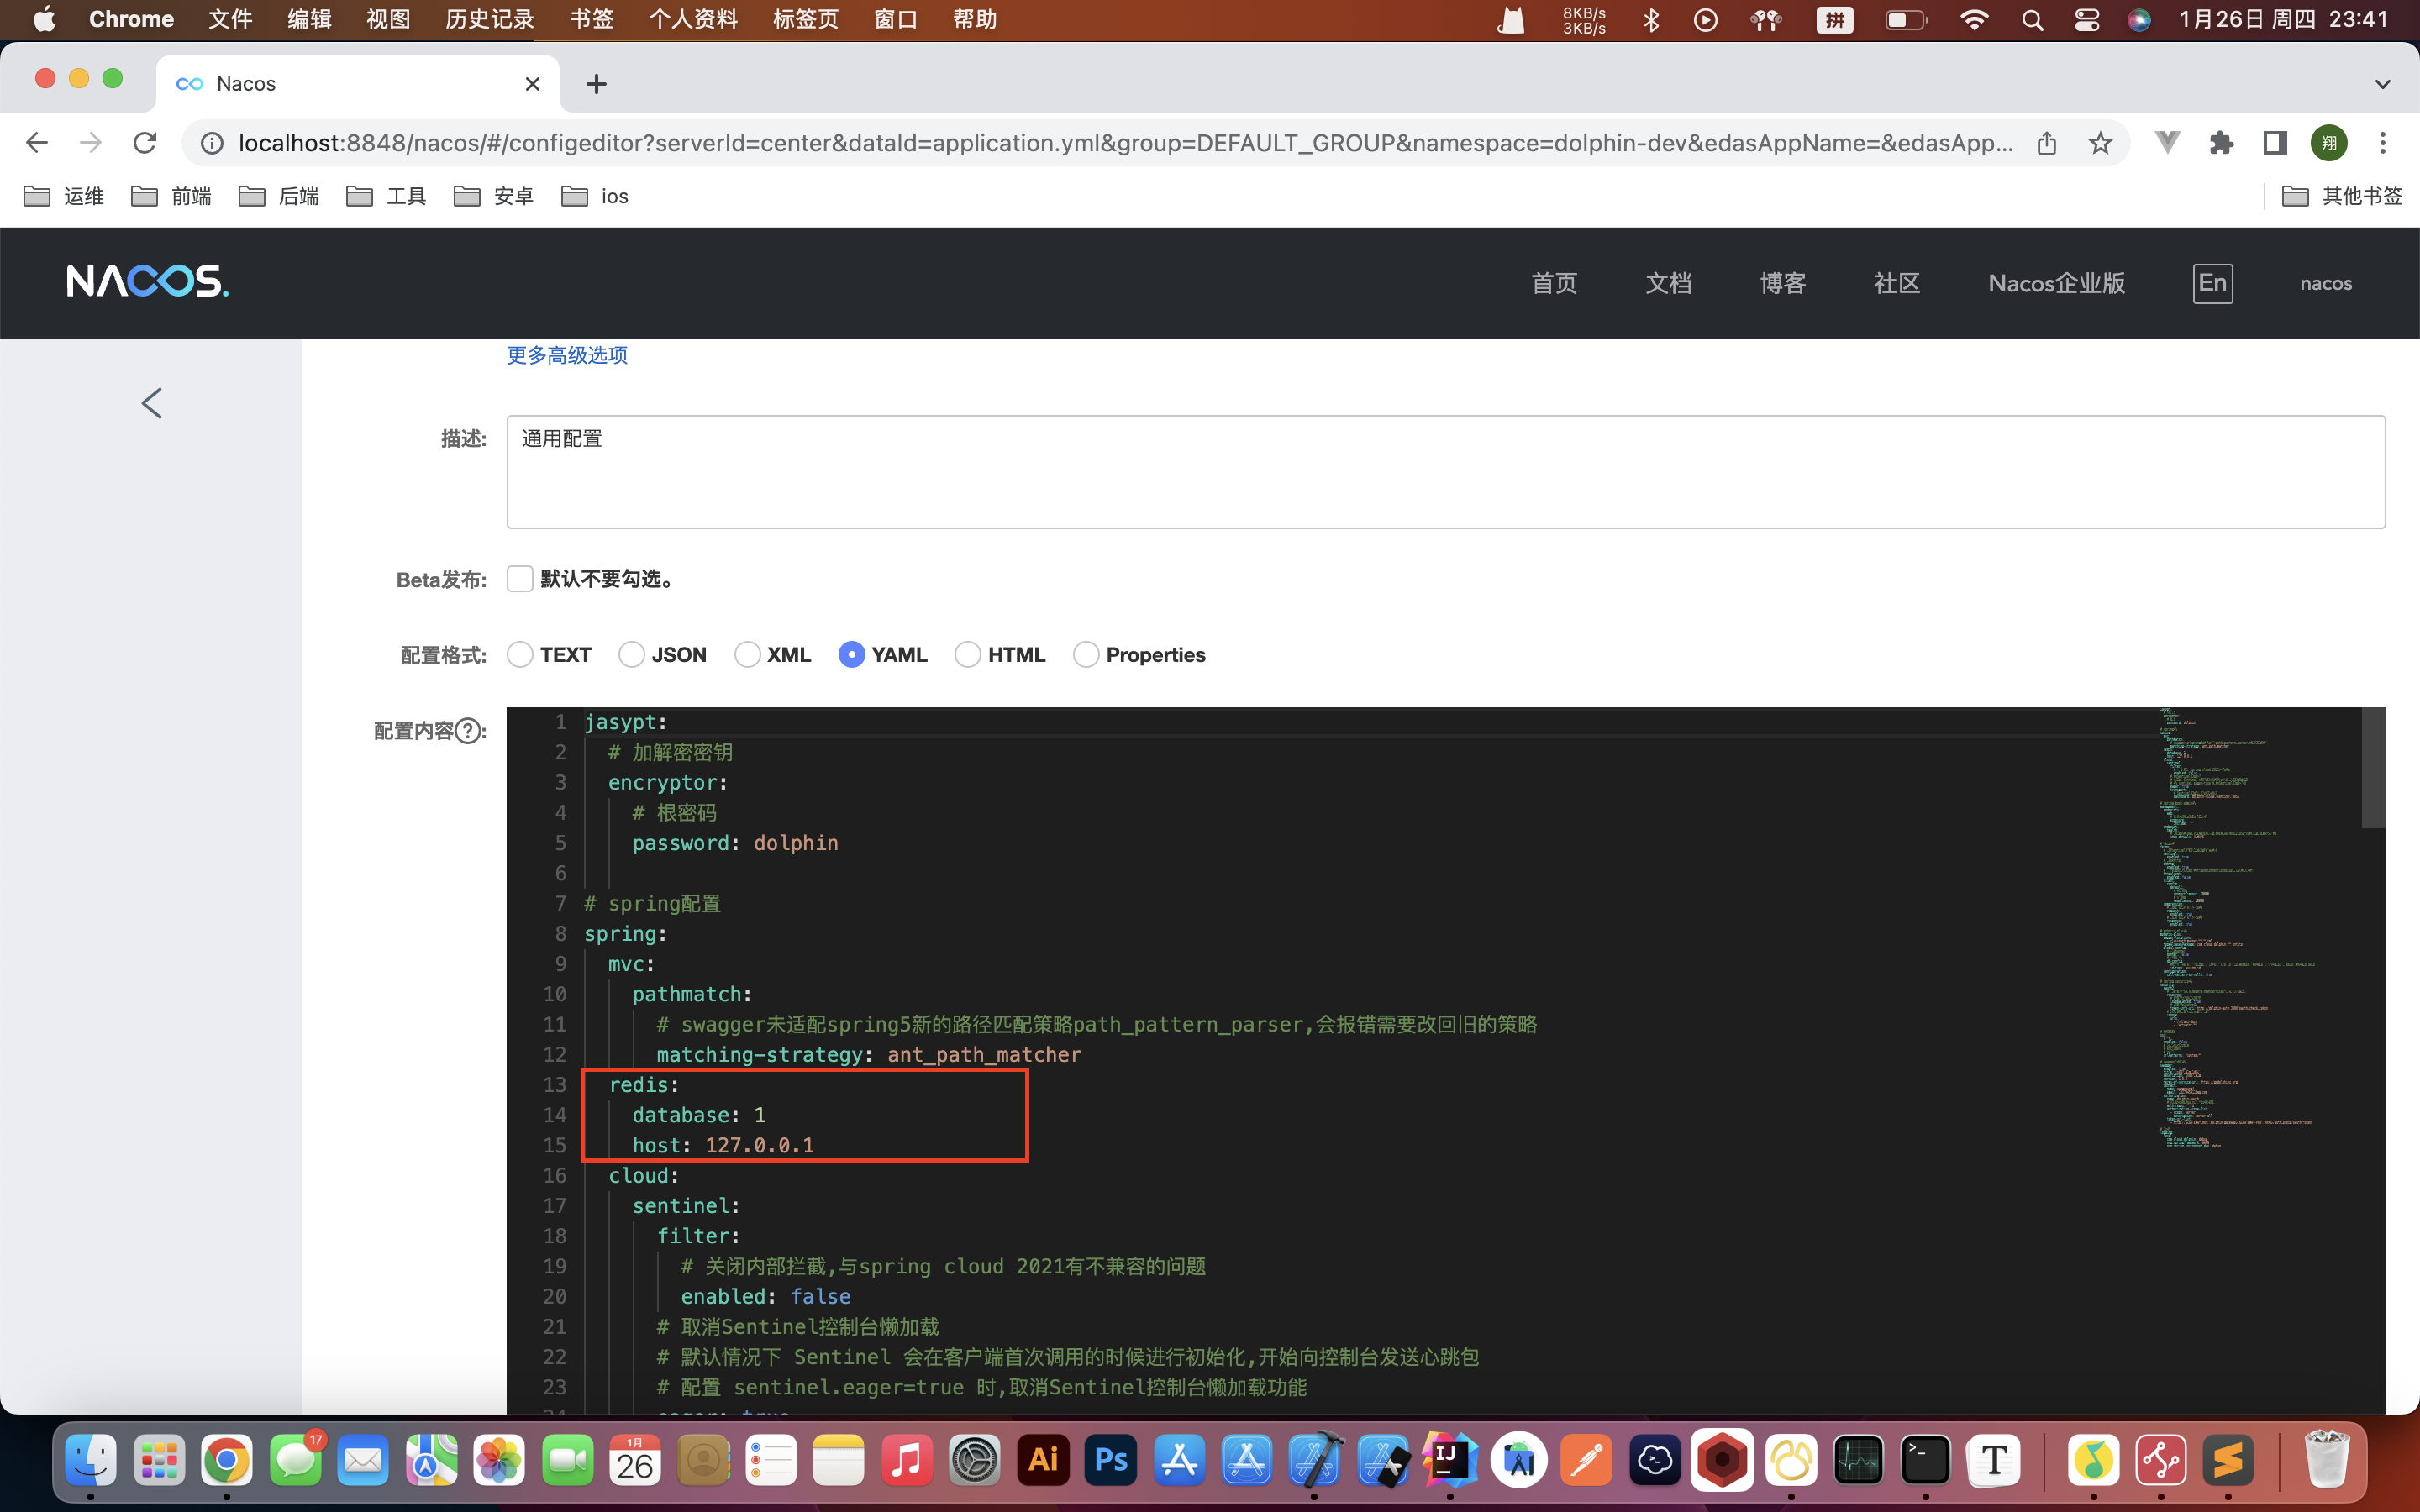 Chrome 文件 编辑 视图 历史记录 书签 个人资料 标签页 窗口 帮助 8KB/s 3KB/s 拼 1月26日 周四 23:41
Nacos
localhost:8848/nacos/#/configeditor?serverId=center&dataId=application.yml&group=DEFAULT_GROUP&namespace=dolphin-dev&edasAppName=&edasApp... 翔
运维 前端 后端 工具 安卓 ios 其他书签
NACOS. 首页 文档 博客 社区 Nacos企业版 En nacos
更多高级选项
描述: 通用配置
Beta发布: 默认不要勾选。
配置格式: TEXT JSON XML YAML HTML Properties
配置内容?:
1 jasypt:
2 # 加解密密钥
3 encryptor:
4 # 根密码
5 password: dolphin
6
7 # spring配置
8 spring:
9 mvc:
10 pathmatch:
11 # swagger未适配spring5新的路径匹配策略path_pattern_parser,会报错需要改回旧的策略
12 matching-strategy: ant_path_matcher
13 redis:
14 database: 1
15 host: 127.0.0.1
16 cloud:
17 sentinel:
18 filter:
19 # 关闭内部拦截,与spring cloud 2021有不兼容的问题
20 enabled: false
21 # 取消Sentinel控制台懒加载
22 # 默认情况下 Sentinel 会在客户端首次调用的时候进行初始化,开始向控制台发送心跳包
23 # 配置 sentinel.eager=true 时,取消Sentinel控制台懒加载功能
17 1月 26 Ai Ps IJ >_ T